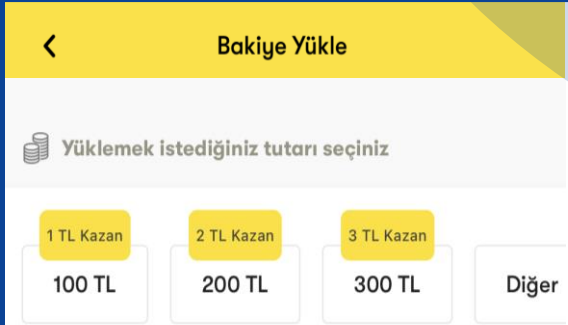 Bakiye Yükle
Yüklemek istediğiniz tutarı seçiniz
1 TL Kazan 2 TL Kazan 3 TL Kazan
100 TL 200 TL 300 TL Diğer